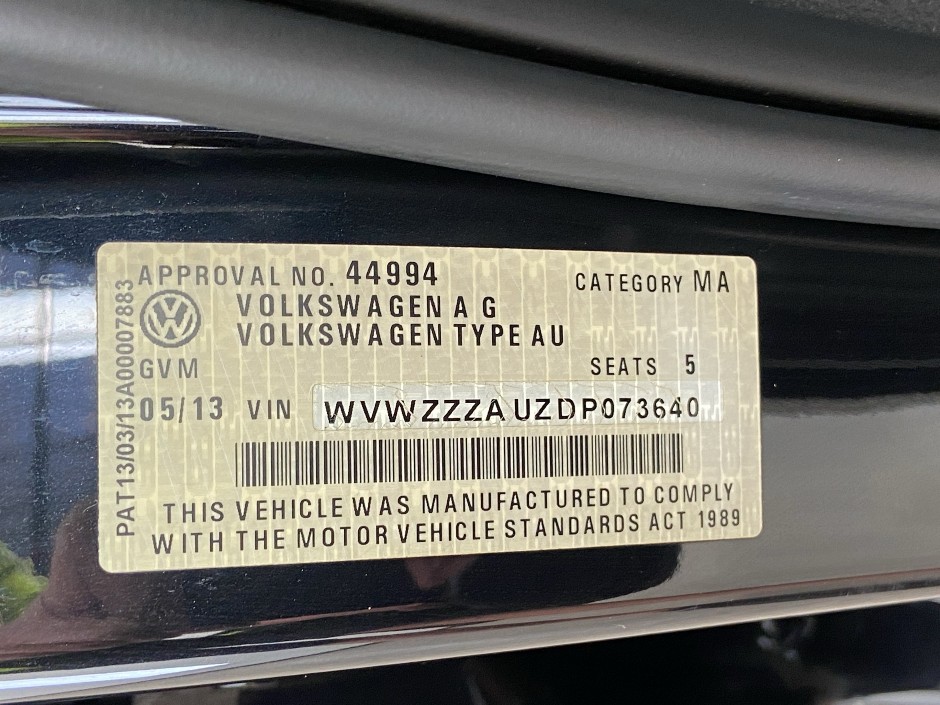 APPROVAL NO. 44994 CATEGORY MA
VOLKSWAGEN A G
VOLKSWAGEN TYPE AU
GVM SEATS 5
05/13 VIN WVWZZZAUZDP073640
THIS VEHICLE WAS MANUFACTURED TO COMPLY
WITH THE MOTOR VEHICLE STANDARDS ACT 1989
PAT13/03/13A00007883